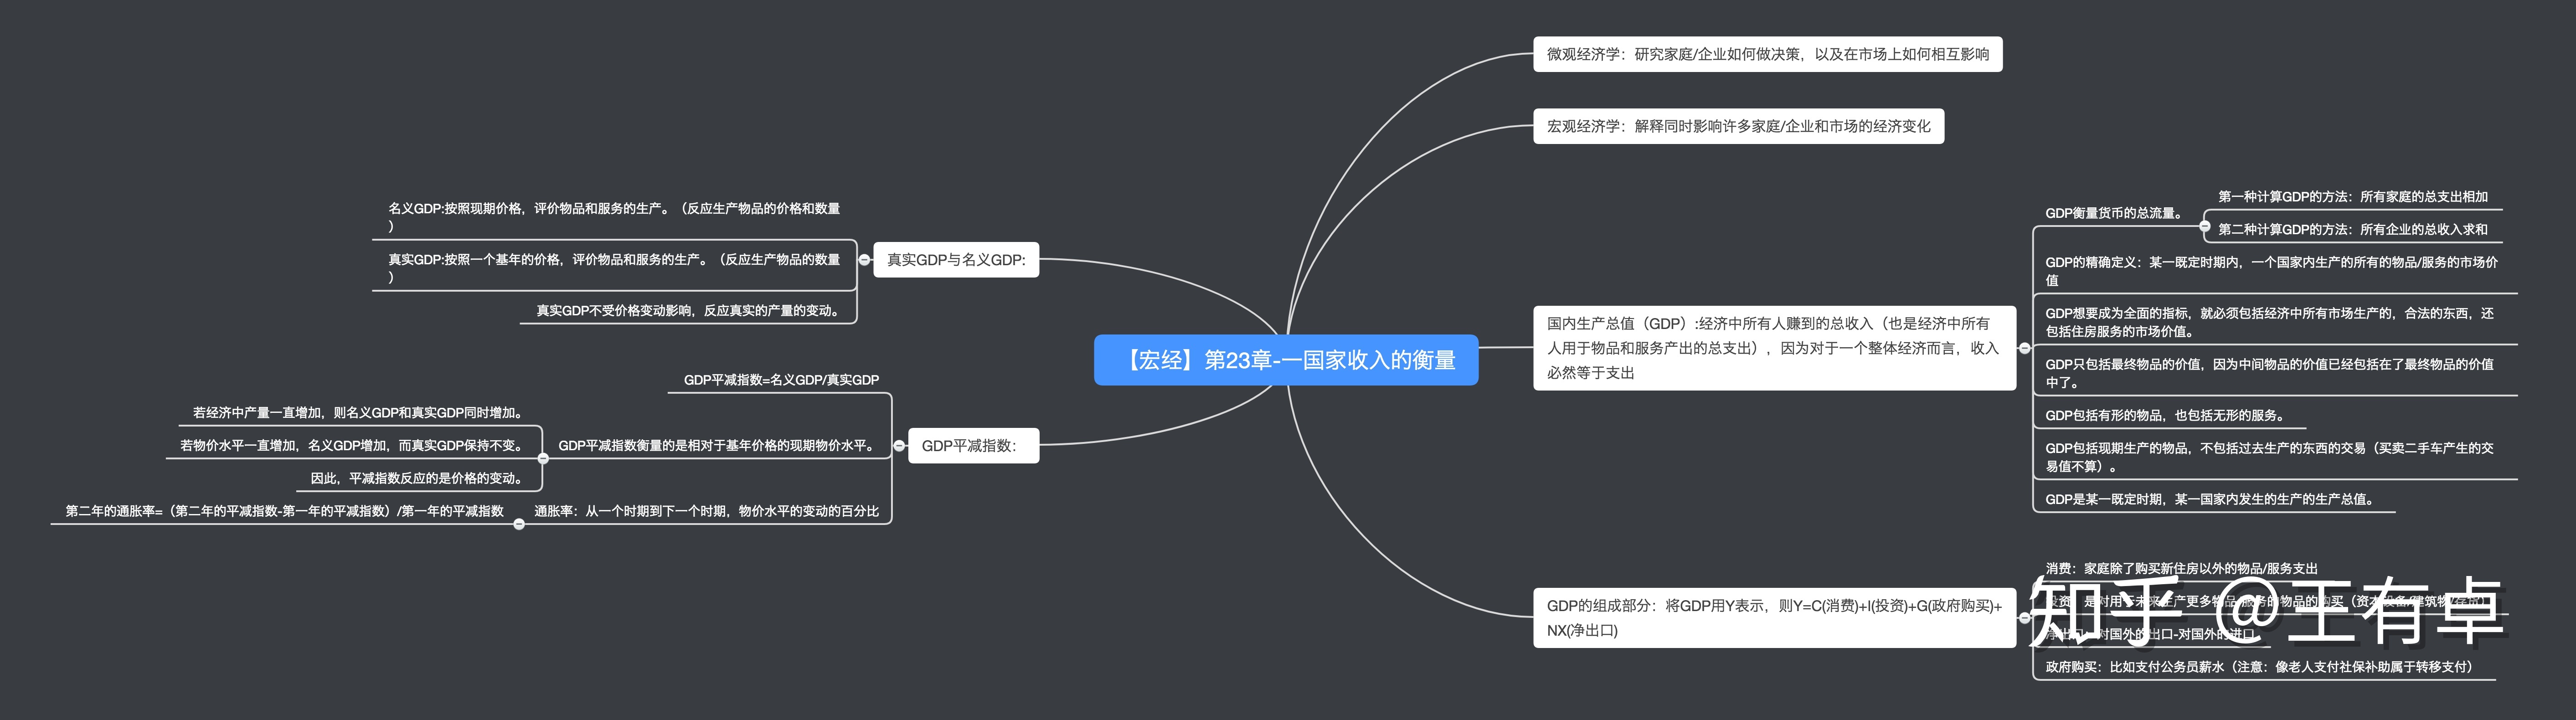 微观经济学：研究家庭/企业如何做决策，以及在市场上如何相互影响
宏观经济学：解释同时影响许多家庭/企业和市场的经济变化
【宏经】第23章-一国家收入的衡量
国内生产总值（GDP）:经济中所有人赚到的总收入（也是经济中所有
人用于物品和服务产出的总支出），因为对于一个整体经济而言，收入
必然等于支出
GDP衡量货币的总流量。
第一种计算GDP的方法：所有家庭的总支出相加
第二种计算GDP的方法：所有企业的总收入求和
GDP的精确定义：某一既定时期内，一个国家内生产的所有的物品/服务的市场价
值
GDP想要成为全面的指标，就必须包括经济中所有市场生产的，合法的东西，还
包括住房服务的市场价值。
GDP只包括最终物品的价值，因为中间物品的价值已经包括在了最终物品的价值
中了。
GDP包括有形的物品，也包括无形的服务。
GDP包括现期生产的物品，不包括过去生产的东西的交易（买卖二手车产生的交
易值不算）。
GDP是某一既定时期，某一国家内发生的生产的生产总值。
GDP的组成部分：将GDP用Y表示，则Y=C(消费)+I(投资)+G(政府购买)+
NX(净出口)
消费：家庭除了购买新住房以外的物品/服务支出
投资：是对用于未来生产更多物品/服务的物品的购买（资本设备/建筑物/存货）
净出口：对国外的出口-对国外的进口
政府购买：比如支付公务员薪水（注意：像老人支付社保补助属于转移支付）
真实GDP与名义GDP:
名义GDP:按照现期价格，评价物品和服务的生产。（反应生产物品的价格和数量
）
真实GDP:按照一个基年的价格，评价物品和服务的生产。（反应生产物品的数量
）
真实GDP不受价格变动影响，反应真实的产量的变动。
GDP平减指数：
GDP平减指数=名义GDP/真实GDP
GDP平减指数衡量的是相对于基年价格的现期物价水平。
若经济中产量一直增加，则名义GDP和真实GDP同时增加。
若物价水平一直增加，名义GDP增加，而真实GDP保持不变。
因此，平减指数反应的是价格的变动。
通胀率：从一个时期到下一个时期，物价水平的变动的百分比
第二年的通胀率=（第二年的平减指数-第一年的平减指数）/第一年的平减指数
知乎 @王有卓